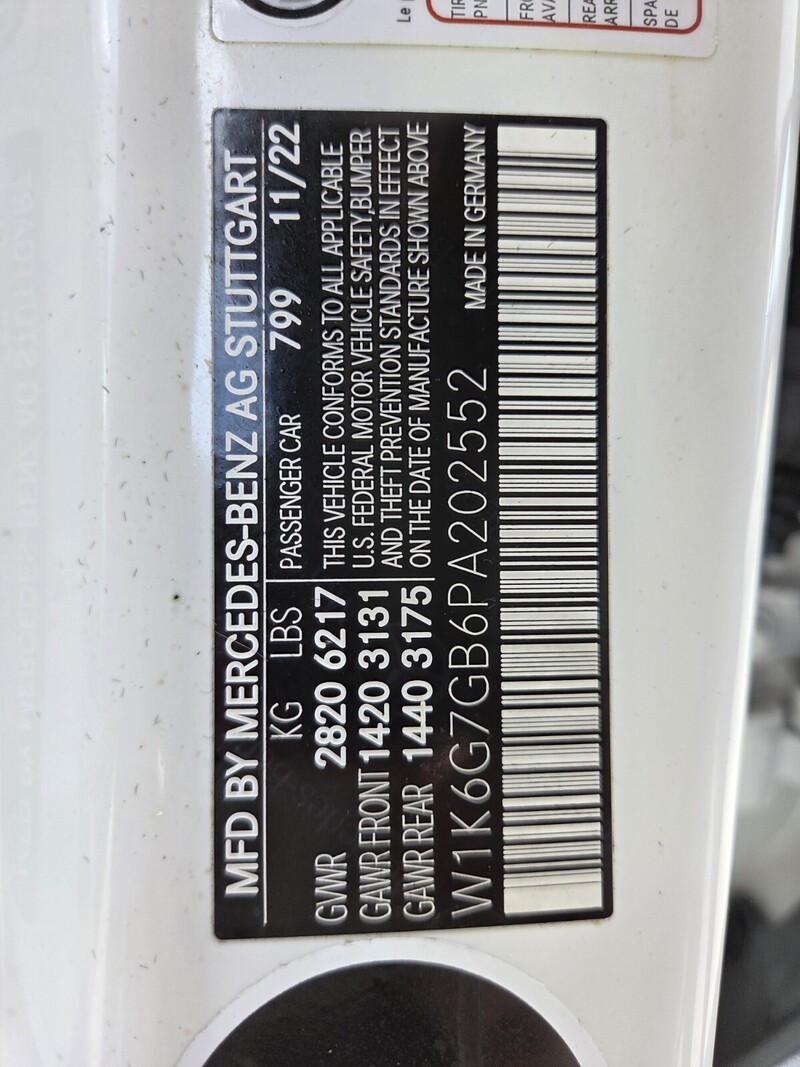 MFD BY MERCEDES-BENZ AG STUTTGART
KG LBS PASSENGER CAR 799 11/22
GVWR 2820 6217
GAWR FRONT 1420 3131
GAWR REAR 1440 3175
THIS VEHICLE CONFORMS TO ALL APPLICABLE
U.S. FEDERAL MOTOR VEHICLE SAFETY,BUMPER
AND THEFT PREVENTION STANDARDS IN EFFECT
ON THE DATE OF MANUFACTURE SHOWN ABOVE
W1K6G7GB6PA202552 MADE IN GERMANY
Le
DE